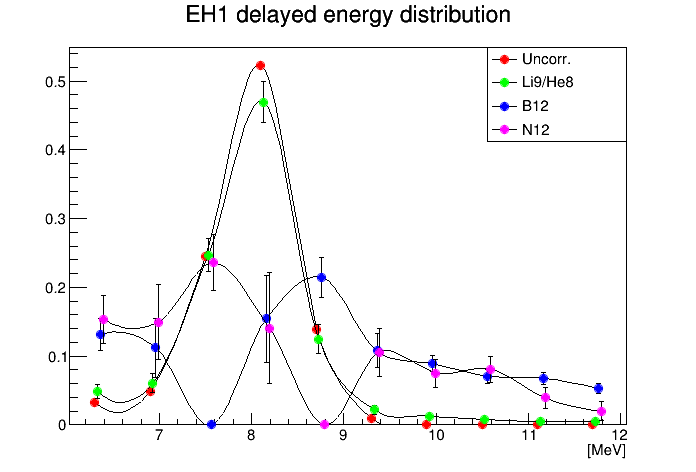 EH1 delayed energy distribution
Uncorr.
Li9/He8
B12
N12
0.5
0.4
0.3
0.2
0.1
0
7 8 9 10 11 12
[MeV]